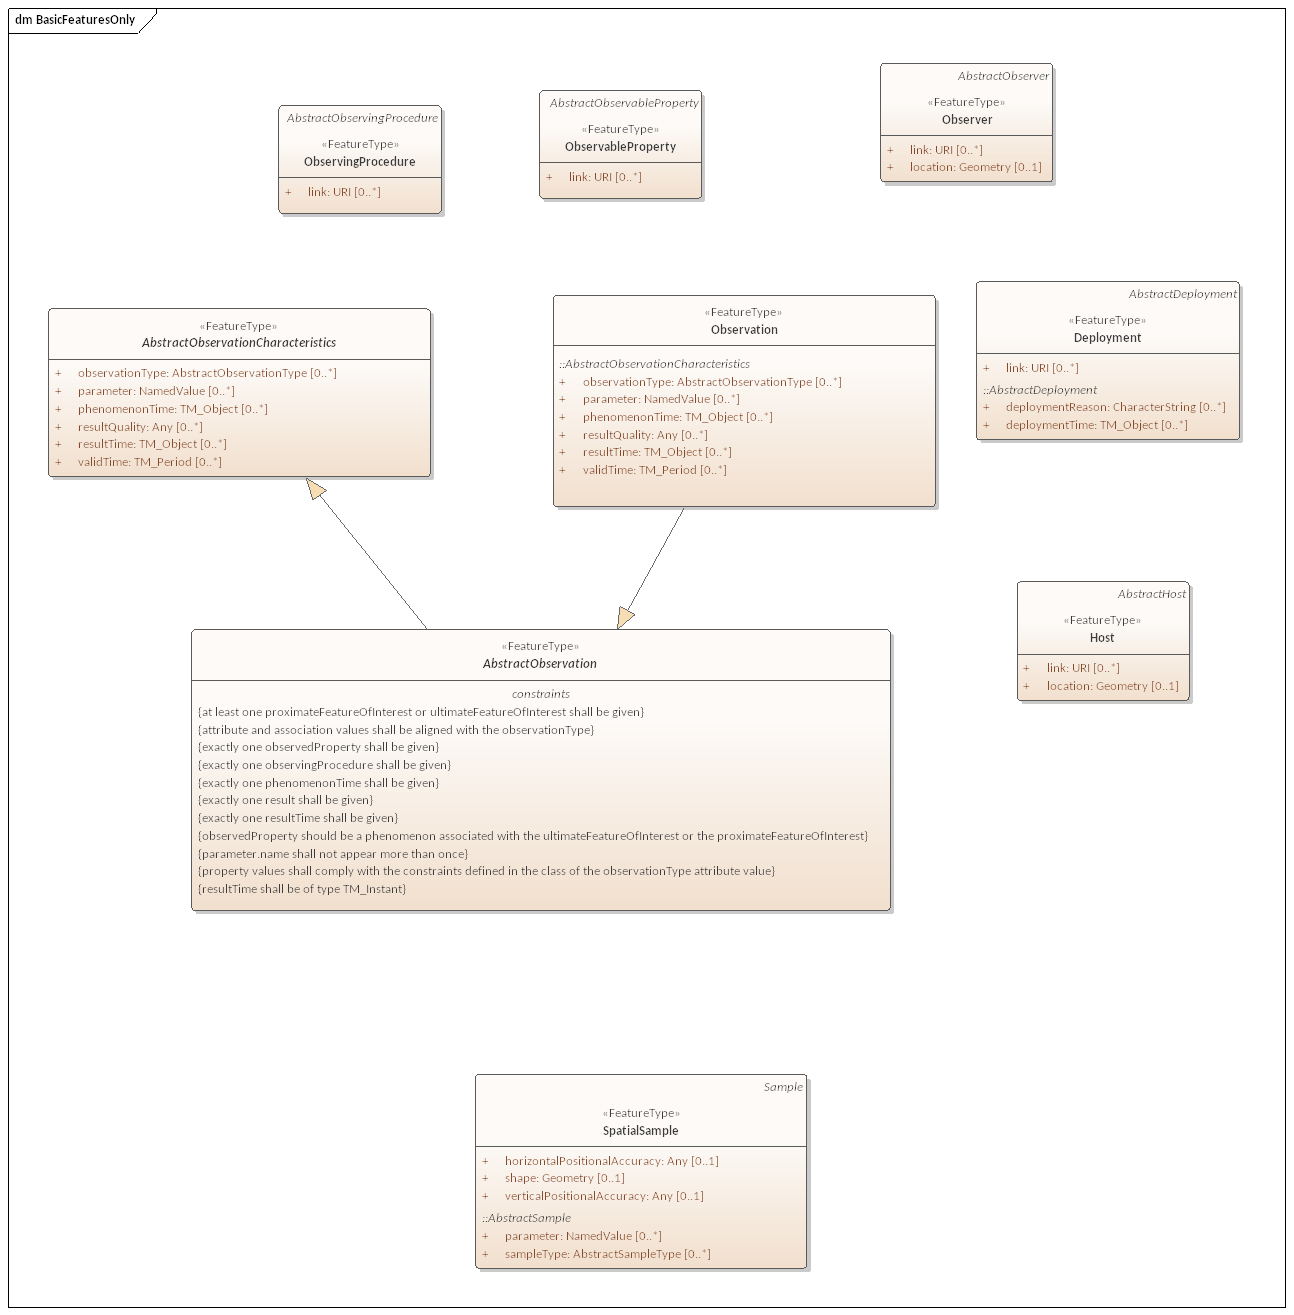 dm BasicFeaturesOnly
AbstractObservingProcedure
«FeatureType»
ObservingProcedure
+ link: URI [0..*]
AbstractObservableProperty
«FeatureType»
ObservableProperty
+ link: URI [0..*]
AbstractObserver
«FeatureType»
Observer
+ link: URI [0..*]
+ location: Geometry [0..1]
«FeatureType»
AbstractObservationCharacteristics
+ observationType: AbstractObservationType [0..*]
+ parameter: NamedValue [0..*]
+ phenomenonTime: TM_Object [0..*]
+ resultQuality: Any [0..*]
+ resultTime: TM_Object [0..*]
+ validTime: TM_Period [0..*]
«FeatureType»
Observation
::AbstractObservationCharacteristics
+ observationType: AbstractObservationType [0..*]
+ parameter: NamedValue [0..*]
+ phenomenonTime: TM_Object [0..*]
+ resultQuality: Any [0..*]
+ resultTime: TM_Object [0..*]
+ validTime: TM_Period [0..*]
AbstractDeployment
«FeatureType»
Deployment
+ link: URI [0..*]
::AbstractDeployment
+ deploymentReason: CharacterString [0..*]
+ deploymentTime: TM_Object [0..*]
AbstractHost
«FeatureType»
Host
+ link: URI [0..*]
+ location: Geometry [0..1]
«FeatureType»
AbstractObservation
constraints
{at least one proximateFeatureOfInterest or ultimateFeatureOfInterest shall be given}
{attribute and association values shall be aligned with the observationType}
{exactly one observedProperty shall be given}
{exactly one observingProcedure shall be given}
{exactly one phenomenonTime shall be given}
{exactly one result shall be given}
{exactly one resultTime shall be given}
{observedProperty should be a phenomenon associated with the ultimateFeatureOfInterest or the proximateFeatureOfInterest}
{parameter.name shall not appear more than once}
{property values shall comply with the constraints defined in the class of the observationType attribute value}
{resultTime shall be of type TM_Instant}
Sample
«FeatureType»
SpatialSample
+ horizontalPositionalAccuracy: Any [0..1]
+ shape: Geometry [0..1]
+ verticalPositionalAccuracy: Any [0..1]
::AbstractSample
+ parameter: NamedValue [0..*]
+ sampleType: AbstractSampleType [0..*]